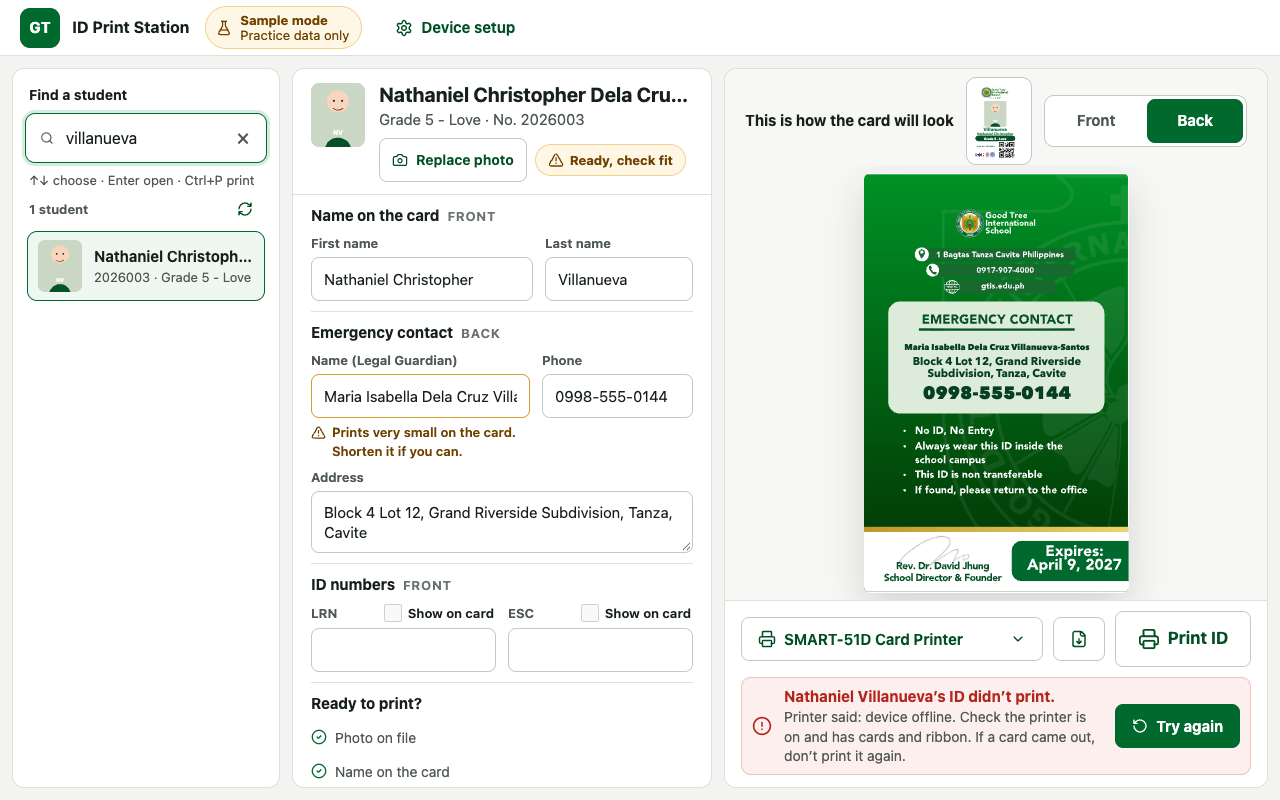 GT
ID Print Station
Sample mode
Practice data only
Device setup
Find a student
villanueva
↑↓ choose · Enter open · Ctrl+P print
1 student
NV
Nathaniel Christoph...
2026003 · Grade 5 - Love
NV
Nathaniel Christopher Dela Cru...
Grade 5 - Love · No. 2026003
Replace photo
Ready, check fit
Name on the card FRONT
First name
Last name
Nathaniel Christopher
Villanueva
Emergency contact BACK
Name (Legal Guardian)
Phone
Maria Isabella Dela Cruz Villa
0998-555-0144
Prints very small on the card.
Shorten it if you can.
Address
Block 4 Lot 12, Grand Riverside Subdivision, Tanza,
Cavite
ID numbers FRONT
LRN
Show on card
ESC
Show on card
Ready to print?
Photo on file
Name on the card
This is how the card will look
Villanueva
Nathaniel Christopher
Grade 5 - Love
Front
Back
Good Tree
International
School
1 Bagtas Tanza Cavite Philippines
0917-907-4000
gtis.edu.ph
EMERGENCY CONTACT
Maria Isabella Dela Cruz Villanueva-Santos
Block 4 Lot 12, Grand Riverside
Subdivision, Tanza, Cavite
0998-555-0144
• No ID, No Entry
• Always wear this ID inside the
school campus
• This ID is non transferable
• If found, please return to the office
Rev. Dr. David Jhung
School Director & Founder
Expires:
April 9, 2027
SMART-51D Card Printer
Print ID
Nathaniel Villanueva’s ID didn’t print.
Printer said: device offline. Check the printer is
on and has cards and ribbon. If a card came out,
don’t print it again.
Try again